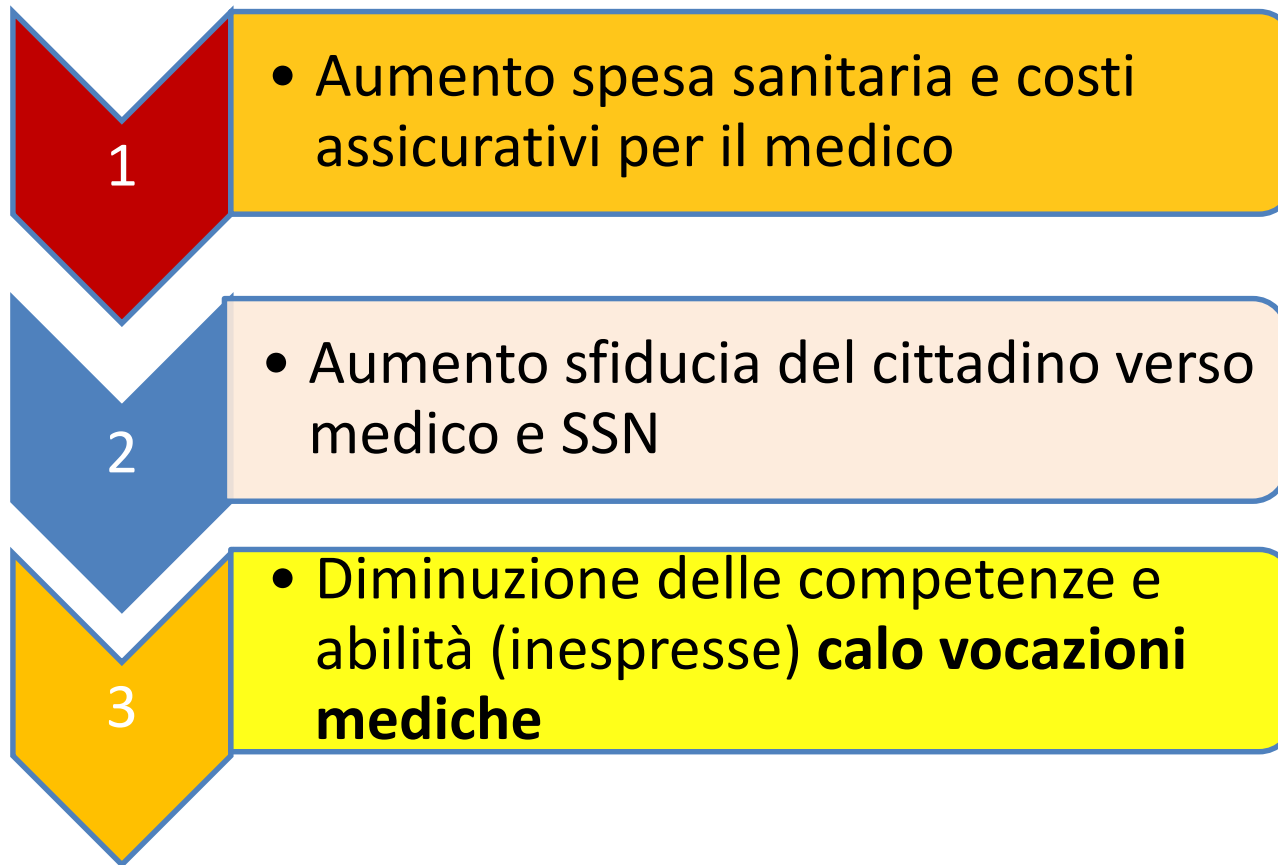 1
• Aumento spesa sanitaria e costi
assicurativi per il medico
2
• Aumento sfiducia del cittadino verso
medico e SSN
3
• Diminuzione delle competenze e
abilità (inespresse) calo vocazioni
mediche